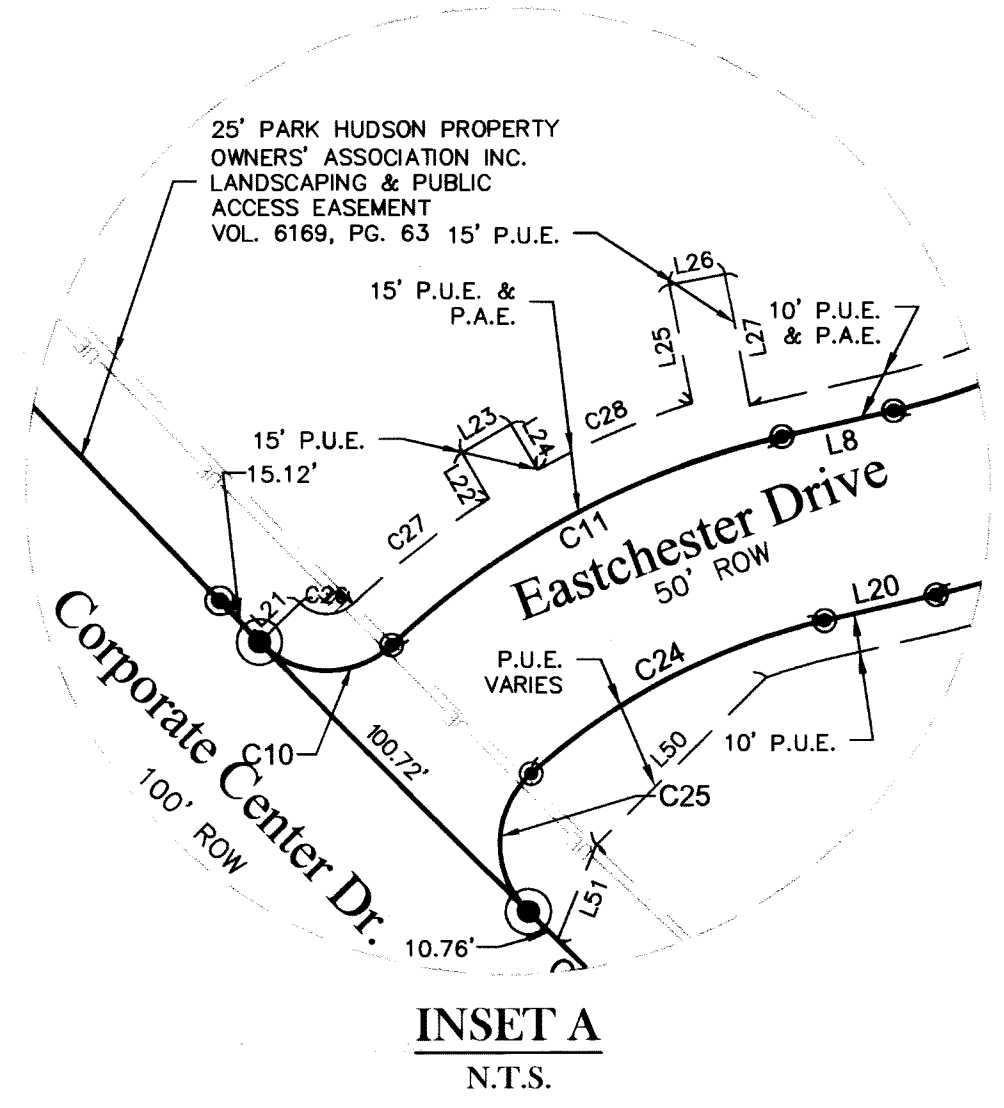 25' PARK HUDSON PROPERTY
OWNERS' ASSOCIATION INC.
LANDSCAPING & PUBLIC
ACCESS EASEMENT
VOL. 6169, PG. 63
15' P.U.E.
L26
15' P.U.E. &
P.A.E.
10' P.U.E.
& P.A.E.
L25
L27
L23
C28
15' P.U.E.
L24
L8
15.12'
L22
C27
C11
Eastchester Drive
50' ROW
L21
C26
L20
C24
P.U.E.
VARIES
Corporate Center Dr.
100' ROW
C10
100.72'
L50
10' P.U.E.
C25
L51
10.76'
INSET A
N.T.S.